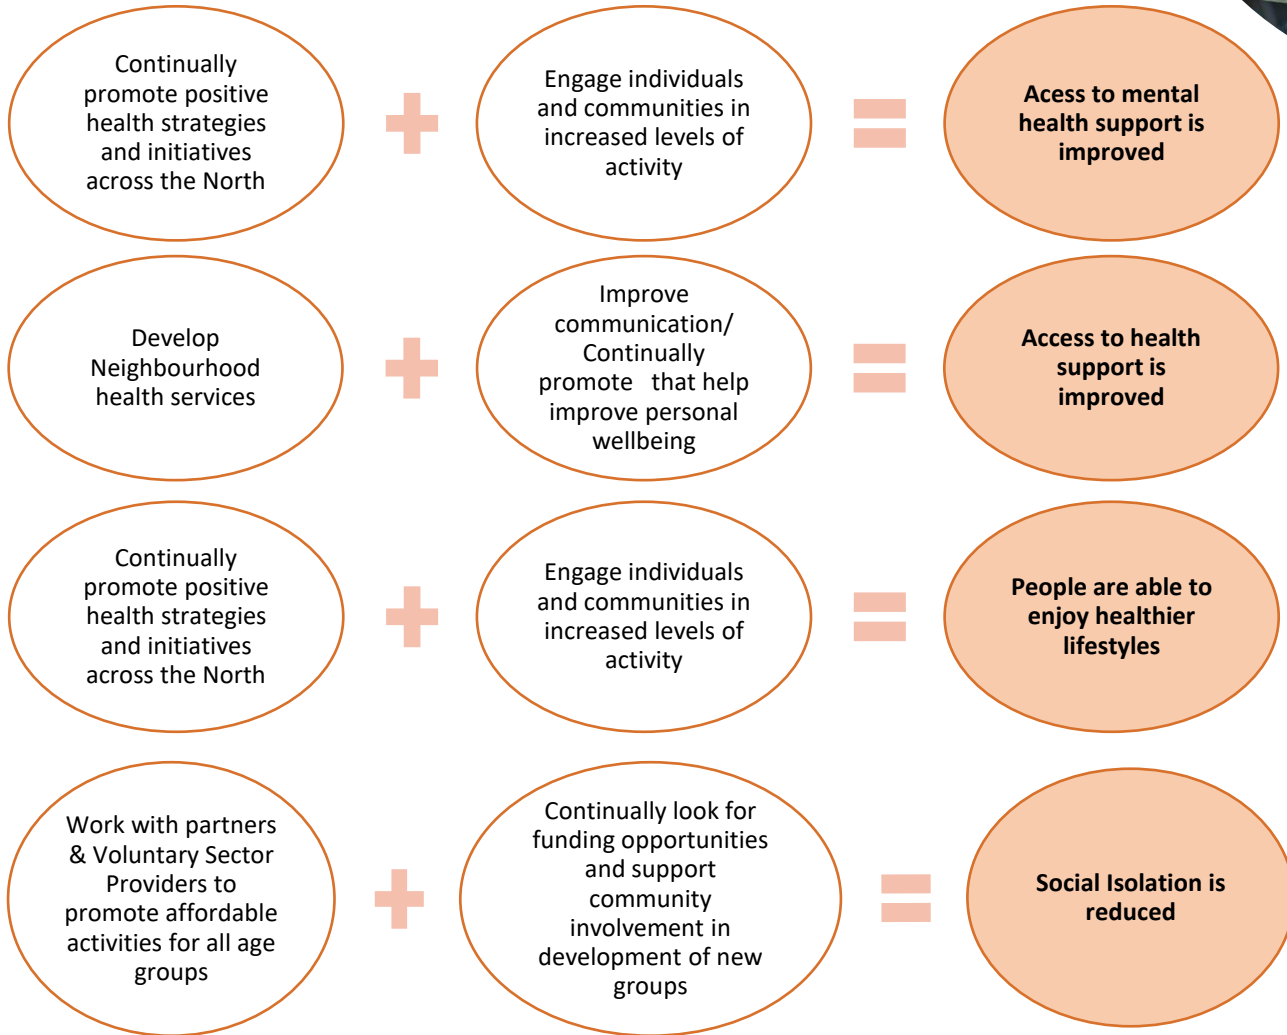 Continually
promote positive
health strategies
and initiatives
across the North
Engage individuals
and communities in
increased levels of
activity
Acess to mental
health support is
improved
Develop
Neighbourhood
health services
Improve
communication/
Continually
promote   that help
improve personal
wellbeing
Access to health
support is
improved
Continually
promote positive
health strategies
and initiatives
across the North
Engage individuals
and communities in
increased levels of
activity
People are able to
enjoy healthier
lifestyles
Work with partners
& Voluntary Sector
Providers to
promote affordable
activities for all age
groups
Continually look for
funding opportunities
and support
community
involvement in
development of new
groups
Social Isolation is
reduced